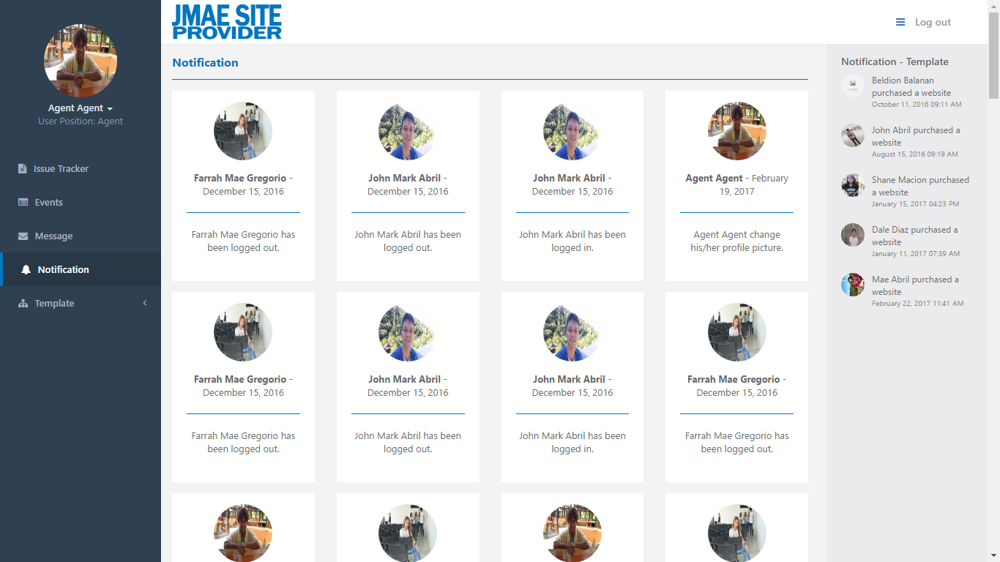 JMAE SITE
PROVIDER
Log out
Agent Agent
User Position: Agent
Issue Tracker
Events
Message
Notification
Template
Notification
Farrah Mae Gregorio -
December 15, 2016
Farrah Mae Gregorio has
been logged out.
John Mark Abril -
December 15, 2016
John Mark Abril has been
logged out.
John Mark Abril -
December 15, 2016
John Mark Abril has been
logged in.
Agent Agent - February
19, 2017
Agent Agent change
his/her profile picture.
Farrah Mae Gregorio -
December 15, 2016
Farrah Mae Gregorio has
been logged out.
John Mark Abril -
December 15, 2016
John Mark Abril has been
logged out.
John Mark Abril -
December 15, 2016
John Mark Abril has been
logged in.
Farrah Mae Gregorio -
December 15, 2016
Farrah Mae Gregorio has
been logged out.
Notification - Template
Beldion Balanan
purchased a website
October 11, 2016 09:11 AM
John Abril purchased a
website
August 15, 2016 09:19 AM
Shane Macion purchased
a website
January 15, 2017 04:23 PM
Dale Diaz purchased a
website
January 11, 2017 07:39 AM
Mae Abril purchased a
website
February 22, 2017 11:41 AM